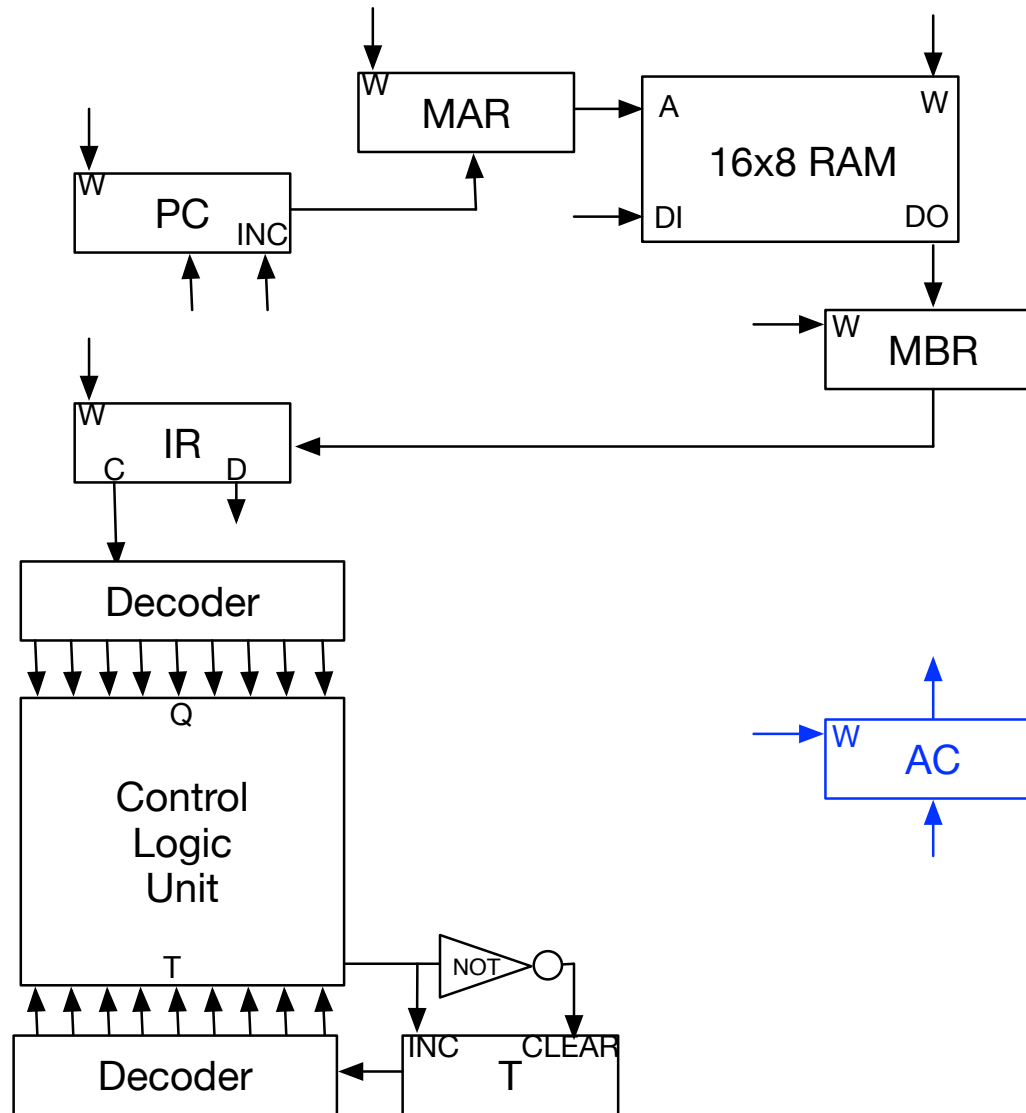 W
MAR
A
W
16x8 RAM
DI
DO
W
PC
INC
W
MBR
W
IR
C
D
Decoder
Q
Control
Logic
Unit
T
W
AC
NOT
INC
CLEAR
T
Decoder